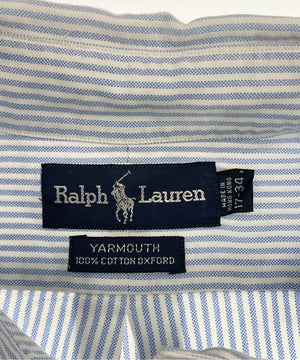 Ralph Lauren
MADE IN
HONG KONG
17-34
YARMOUTH
100% COTTON OXFORD